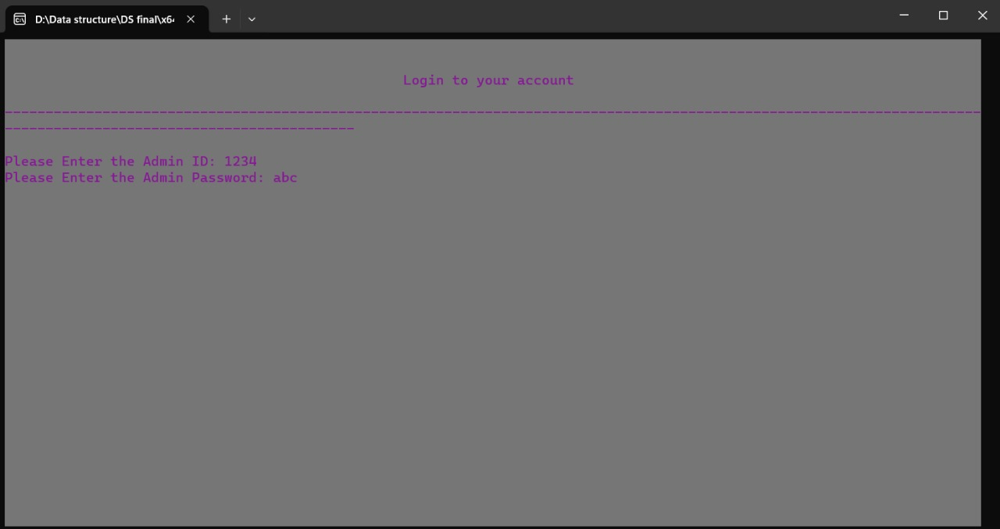 D:\Data structure\DS final\x64
Login to your account
------------------------------------------------------------------------------------------------------------------------
-------------------------------------------
Please Enter the Admin ID: 1234
Please Enter the Admin Password: abc